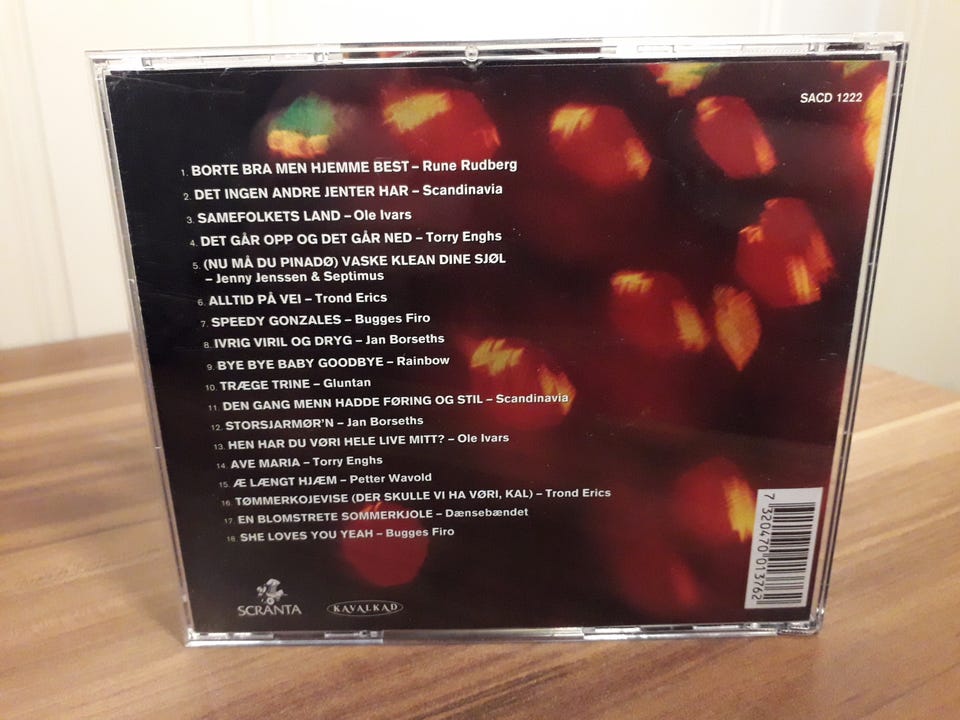 SACD 1222
1. BORTE BRA MEN HJEMME BEST – Rune Rudberg
2. DET INGEN ANDRE JENTER HAR – Scandinavia
3. SAMEFOLKETS LAND – Ole Ivars
4. DET GÅR OPP OG DET GÅR NED – Torry Enghs
5. (NU MÅ DU PINADØ) VASKE KLEAN DINE SJØL
– Jenny Jenssen & Septimus
6. ALLTID PÅ VEI – Trond Erics
7. SPEEDY GONZALES – Bugges Firo
8. IVRIG VIRIL OG DRYG – Jan Borseths
9. BYE BYE BABY GOODBYE – Rainbow
10. TRÆGE TRINE – Gluntan
11. DEN GANG MENN HADDE FØRING OG STIL – Scandinavia
12. STORSJARMØR'N – Jan Borseths
13. HEN HAR DU VØRI HELE LIVE MITT? – Ole Ivars
14. AVE MARIA – Torry Enghs
15. Æ LÆNGT HJÆM – Petter Wavold
16. TØMMERKOJEVISE (DER SKULLE VI HA VØRI, KAL) – Trond Erics
17. EN BLOMSTRETE SOMMERKJOLE – Dænsebændet
18. SHE LOVES YOU YEAH – Bugges Firo
SCRANTA
KAVALKAD
7 320470 013762